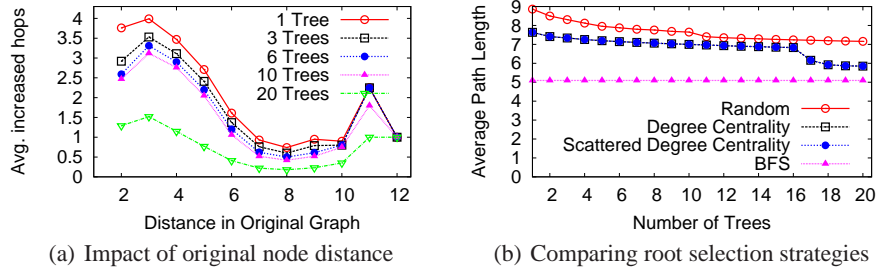 Avg. increased hops
4
3.5
3
2.5
2
1.5
1
0.5
0
2 4 6 8 10 12
Distance in Original Graph
1 Tree
3 Trees
6 Trees
10 Trees
20 Trees
(a) Impact of original node distance
Average Path Length
9
8
7
6
5
4
3
2
1
0
2 4 6 8 10 12 14 16 18 20
Number of Trees
Random
Degree Centrality
Scattered Degree Centrality
BFS
(b) Comparing root selection strategies